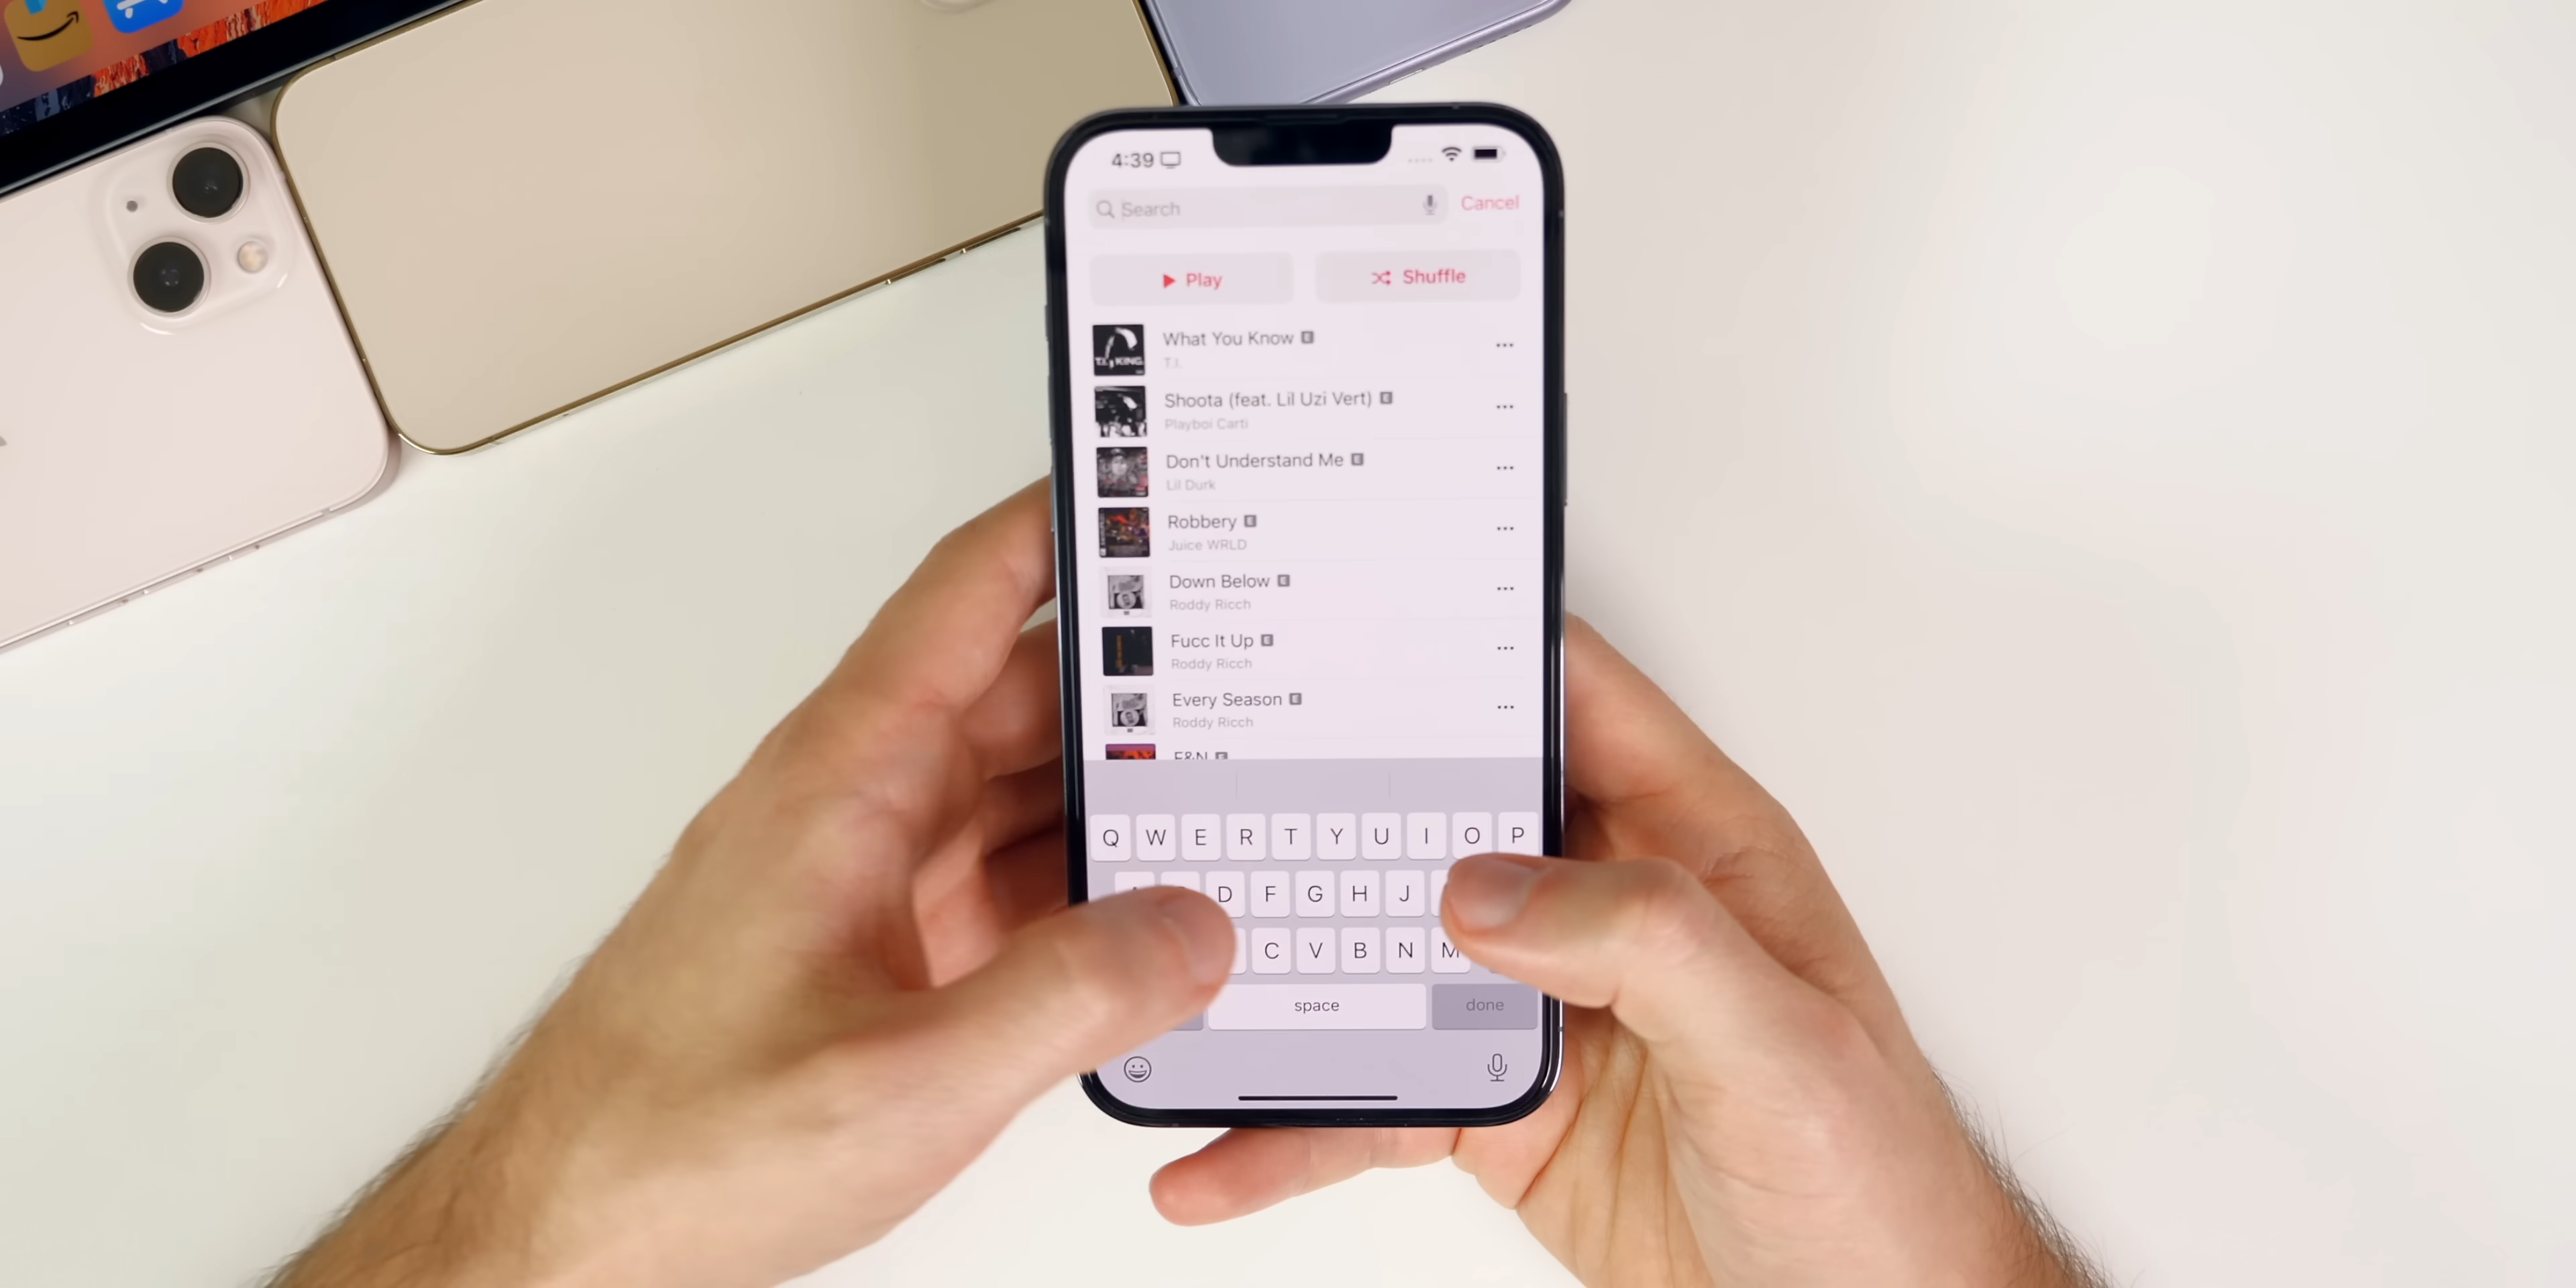 4:39
Search
Cancel
Play
Shuffle
What You Know E
T.I.
Shoota (feat. Lil Uzi Vert) E
Playboi Carti
Don't Understand Me E
Lil Durk
Robbery E
Juice WRLD
Down Below E
Roddy Ricch
Fucc It Up E
Roddy Ricch
Every Season E
Roddy Ricch
F&N E
Q W E R T Y U I O P
D F G H J
C V B N M
space
done